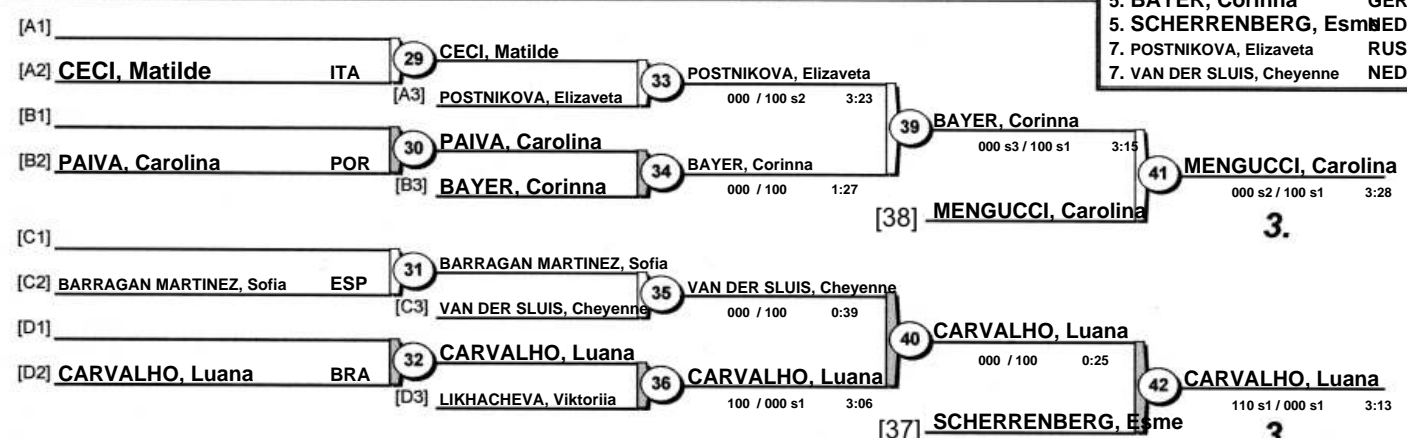 5. BAYER, Corinna GER
5. SCHERRENBERG, Esme NED
7. POSTNIKOVA, Elizaveta RUS
7. VAN DER SLUIS, Cheyenne NED
[A1]
29 CECI, Matilde
[A2] CECI, Matilde ITA
33 POSTNIKOVA, Elizaveta
000 / 100 s2 3:23
[A3] POSTNIKOVA, Elizaveta
[B1]
39 BAYER, Corinna
000 s3 / 100 s1 3:15
30 PAIVA, Carolina
[B2] PAIVA, Carolina POR
34 BAYER, Corinna
000 / 100 1:27
[B3] BAYER, Corinna
41 MENGUCCI, Carolina
000 s2 / 100 s1 3:28
[38] MENGUCCI, Carolina
3.
[C1]
31 BARRAGAN MARTINEZ, Sofia
[C2] BARRAGAN MARTINEZ, Sofia ESP
35 VAN DER SLUIS, Cheyenne
000 / 100 0:39
[C3] VAN DER SLUIS, Cheyenne
[D1]
40 CARVALHO, Luana
000 / 100 0:25
32 CARVALHO, Luana
[D2] CARVALHO, Luana BRA
36 CARVALHO, Luana
100 / 000 s1 3:06
[D3] LIKHACHEVA, Viktoriia
42 CARVALHO, Luana
110 s1 / 000 s1 3:13
[37] SCHERRENBERG, Esme
3.